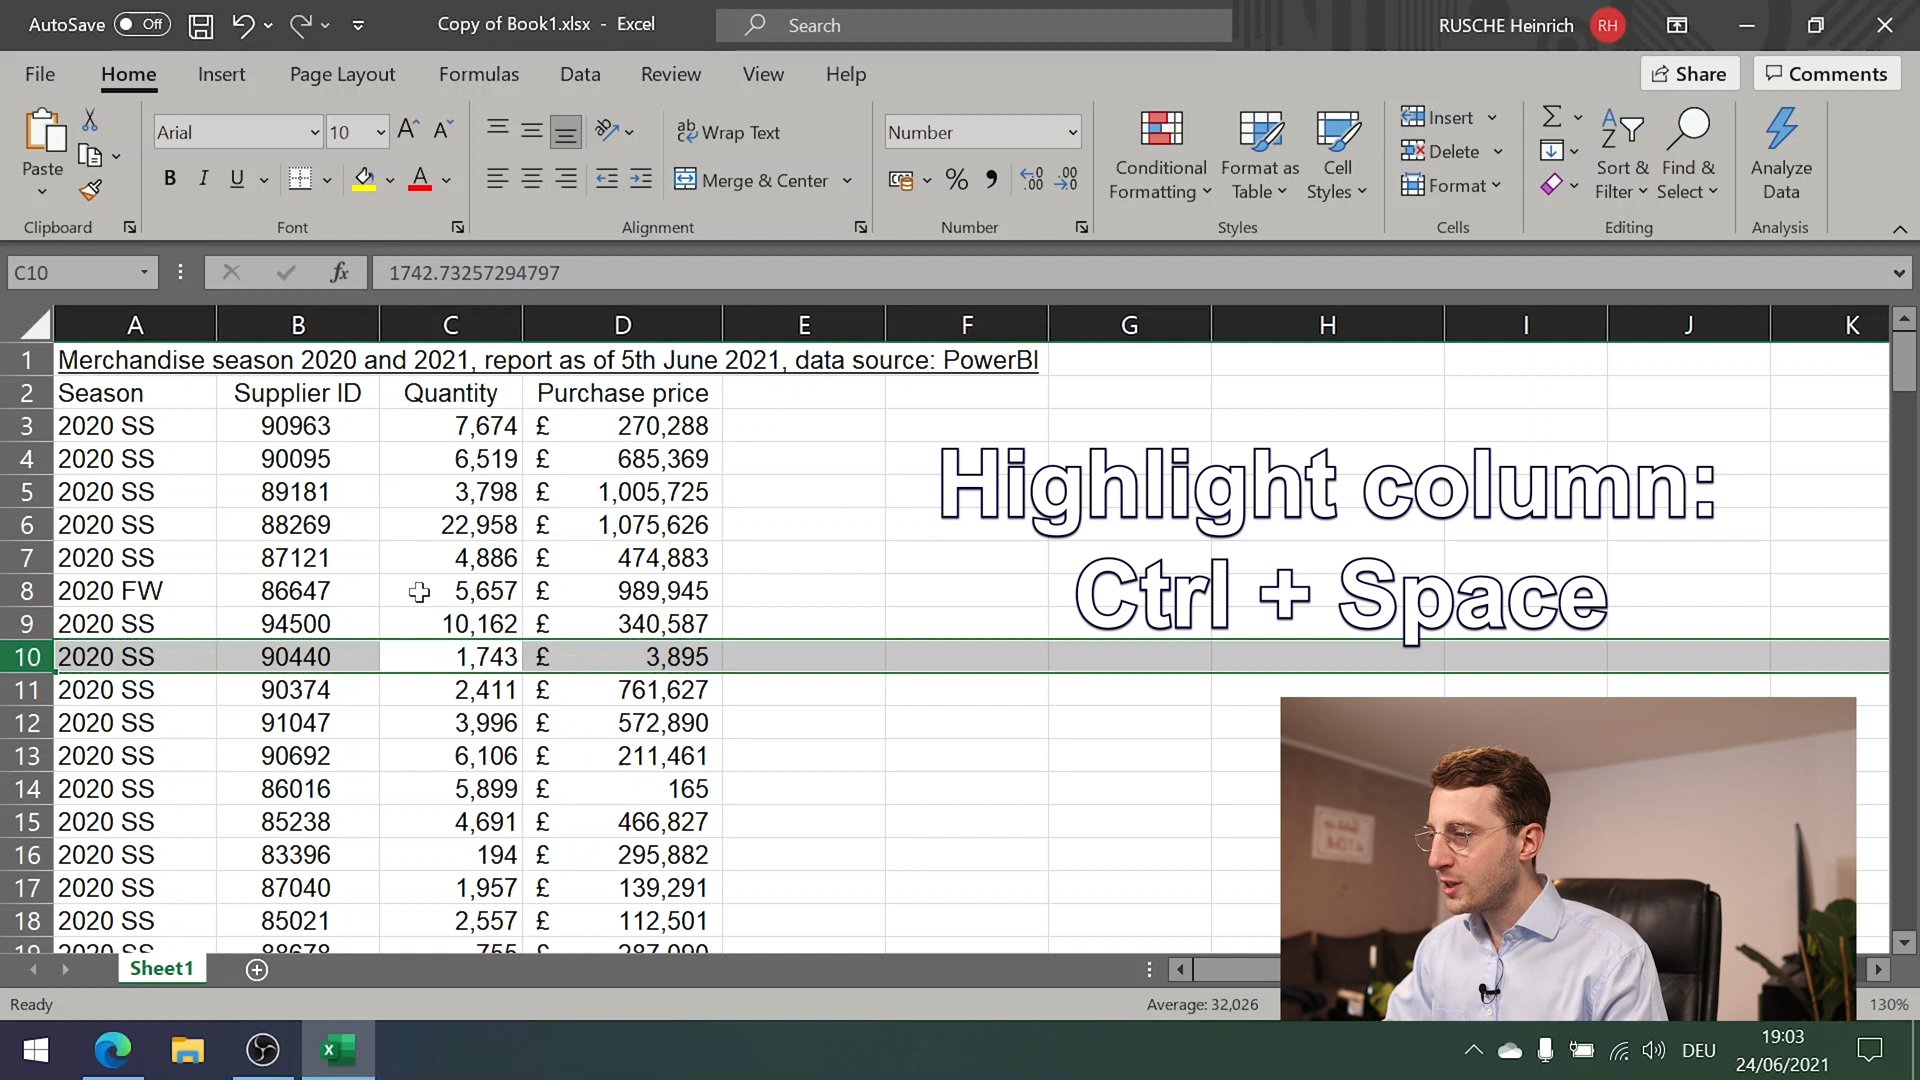 AutoSave Off Copy of Book1.xlsx - Excel Search RUSCHE Heinrich RH
File Home Insert Page Layout Formulas Data Review View Help Share Comments
Paste
Clipboard
Arial 10
B I U A
Font
Wrap Text
Merge & Center
Alignment
Number
Number
Conditional Formatting
Format as Table
Cell Styles
Styles
Insert
Delete
Format
Cells
Sort & Filter
Find & Select
Editing
Analyze Data
Analysis
C10 fx 1742.73257294797
A B C D E F G H I J K
1 Merchandise season 2020 and 2021, report as of 5th June 2021, data source: PowerBI
2 Season Supplier ID Quantity Purchase price
3 2020 SS 90963 7,674 £ 270,288
4 2020 SS 90095 6,519 £ 685,369
5 2020 SS 89181 3,798 £ 1,005,725
6 2020 SS 88269 22,958 £ 1,075,626
7 2020 SS 87121 4,886 £ 474,883
8 2020 FW 86647 5,657 £ 989,945
9 2020 SS 94500 10,162 £ 340,587
10 2020 SS 90440 1,743 £ 3,895
11 2020 SS 90374 2,411 £ 761,627
12 2020 SS 91047 3,996 £ 572,890
13 2020 SS 90692 6,106 £ 211,461
14 2020 SS 86016 5,899 £ 165
15 2020 SS 85238 4,691 £ 466,827
16 2020 SS 83396 194 £ 295,882
17 2020 SS 87040 1,957 £ 139,291
18 2020 SS 85021 2,557 £ 112,501
19 2020 SS 88678 755 £ 287,090
Highlight column:
Ctrl + Space
Sheet1
Ready Average: 32,026 130%
DEU 19:03
24/06/2021